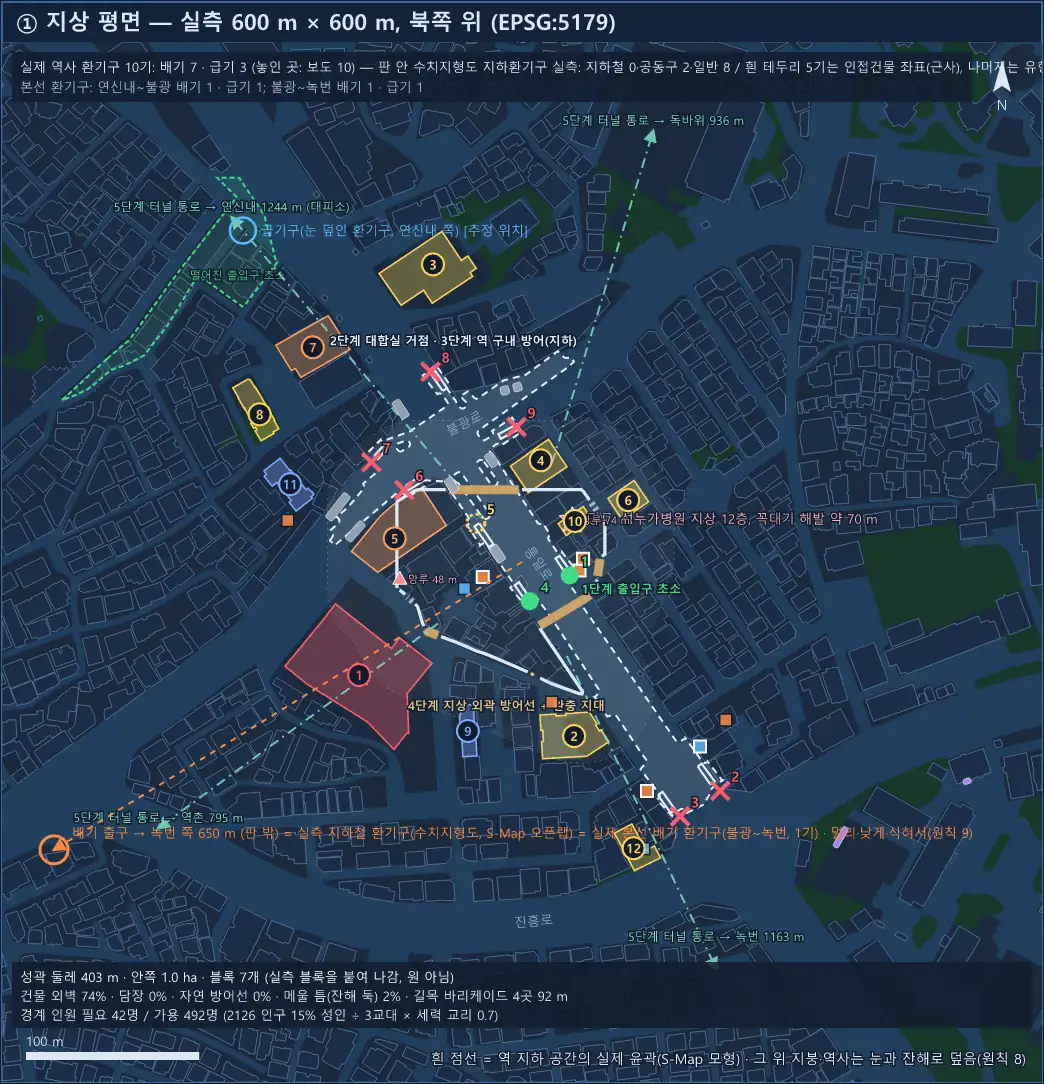 ① 지상 평면 — 실측 600 m × 600 m, 북쪽 위 (EPSG:5179)
실제 역사 환기구 10기: 배기 7 · 급기 3 (놓인 곳: 보도 10) — 판 안 수치지형도 지하환기구 실측: 지하철 0·공동구 2·일반 8 / 흰 테두리 5기는 인접건물 좌표(근사), 나머지는
본선 환기구: 연신내~불광 배기 1 · 급기 1; 불광~녹번 배기 1 · 급기 1
N
5단계 터널 통로 → 독바위 936 m
5단계 터널 통로 → 연신내 1244 m (대피소)
급기구(눈 덮인 환기구, 연신내 쪽) [추정 위치]
3
떨어진 출입구 초소
2단계 대합실 거점 · 3단계 역 구내 방어(지하)
7
8
8
9
불광로
7
4
6
11
5
6
10
성누가병원 지상 12층, 꼭대기 해발 약 70 m
5
통일로
1
망루 48 m
4
1단계 출입구 초소
1
4단계 지상 외곽 방어선 + 완충 지대
9
2
2
3
5단계 터널 통로 → 역촌 795 m
배기 출구 → 녹번 쪽 650 m (판 밖) = 실측 지하철 환기구(수치지형도, S-Map 오픈랩) = 실제 본선 배기 환기구(불광~녹번, 1기) · 멀리·낮게 식혀서(원칙 9)
12
진흥로
5단계 터널 통로 → 녹번 1163 m
성곽 둘레 403 m · 안쪽 1.0 ha · 블록 7개 (실측 블록을 붙여 나감, 원 아님)
건물 외벽 74% · 담장 0% · 자연 방어선 0% · 메울 틈(잔해 둑) 2% · 길목 바리케이드 4곳 92 m
경계 인원 필요 42명 / 가용 492명 (2126 인구 15% 성인 ÷ 3교대 × 세력 교리 0.7)
100 m
흰 점선 = 역 지하 공간의 실제 윤곽(S-Map 모형) · 그 위 지붕·역사는 눈과 잔해로 덮음(원칙 8)